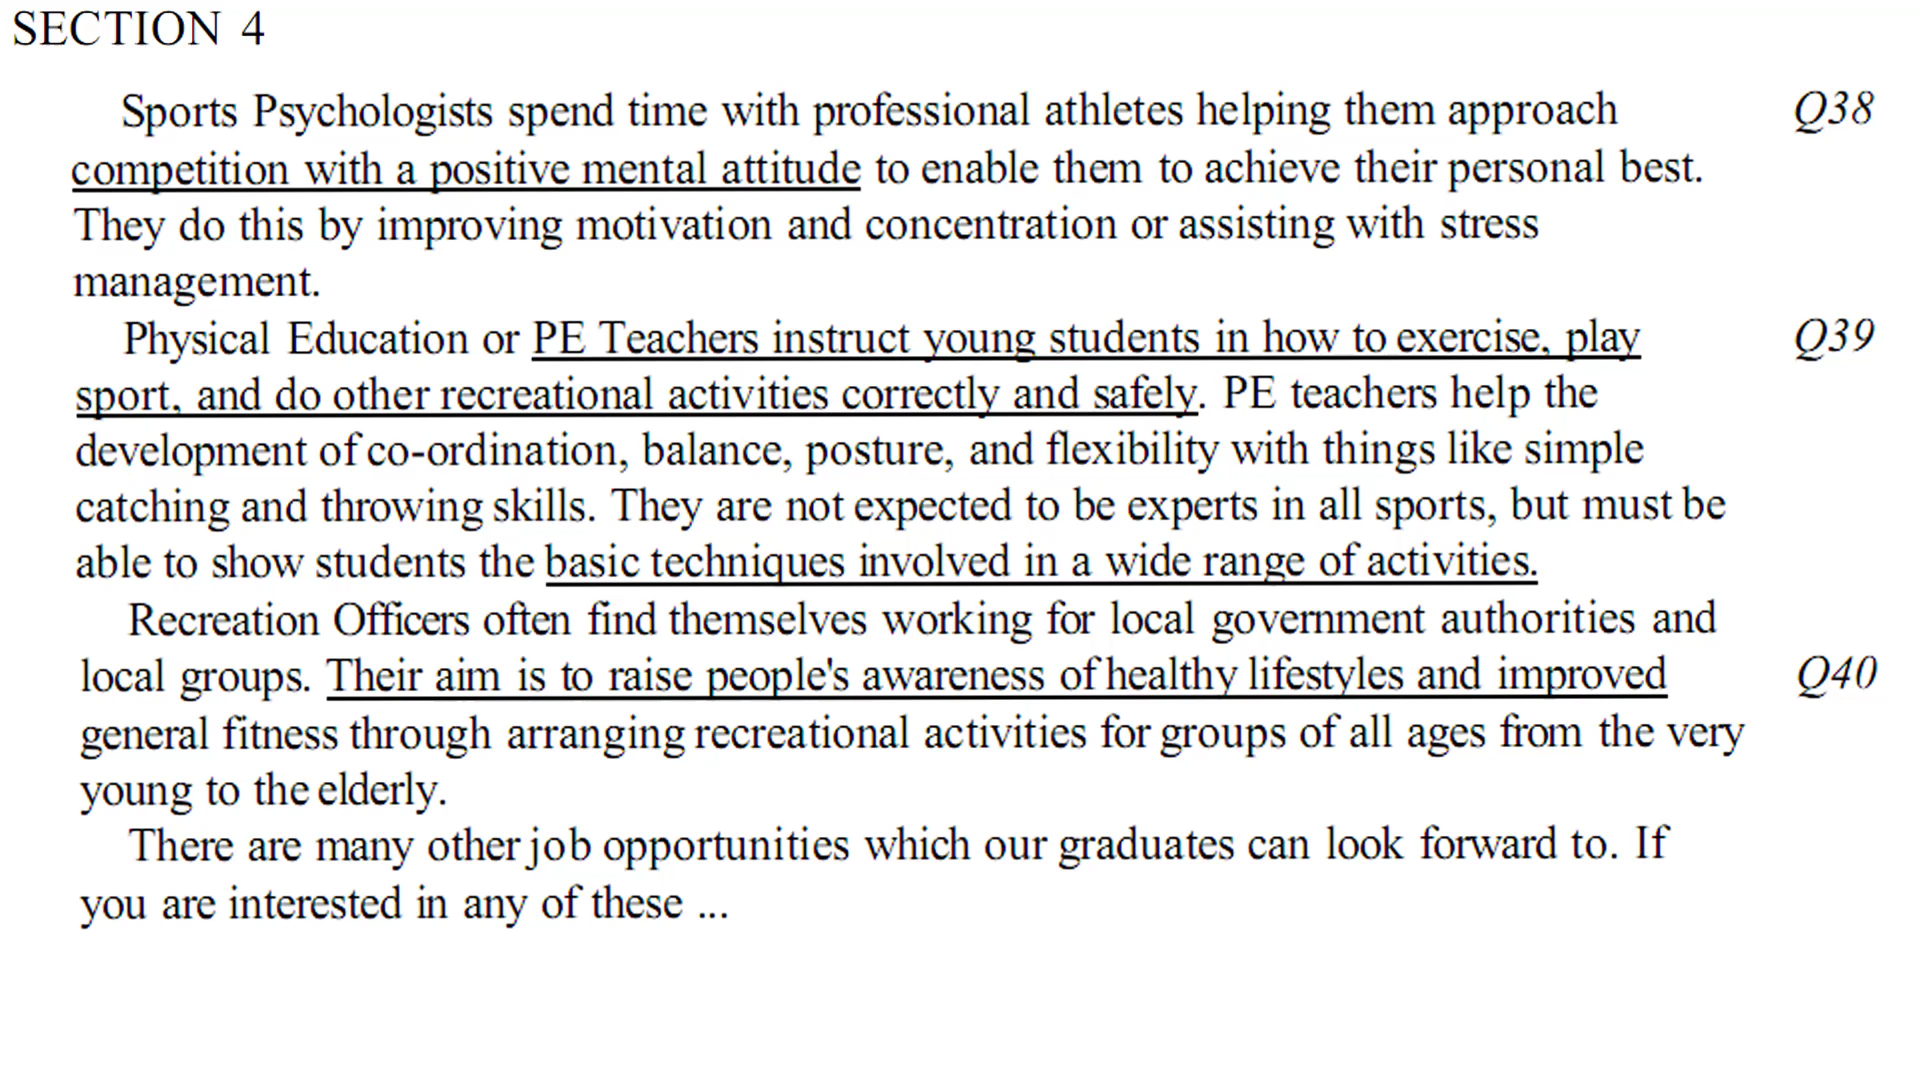 SECTION 4
Sports Psychologists spend time with professional athletes helping them approach Q38
competition with a positive mental attitude to enable them to achieve their personal best.
They do this by improving motivation and concentration or assisting with stress
management.
Physical Education or PE Teachers instruct young students in how to exercise, play Q39
sport, and do other recreational activities correctly and safely. PE teachers help the
development of co-ordination, balance, posture, and flexibility with things like simple
catching and throwing skills. They are not expected to be experts in all sports, but must be
able to show students the basic techniques involved in a wide range of activities.
Recreation Officers often find themselves working for local government authorities and
local groups. Their aim is to raise people's awareness of healthy lifestyles and improved Q40
general fitness through arranging recreational activities for groups of all ages from the very
young to the elderly.
There are many other job opportunities which our graduates can look forward to. If
you are interested in any of these ...